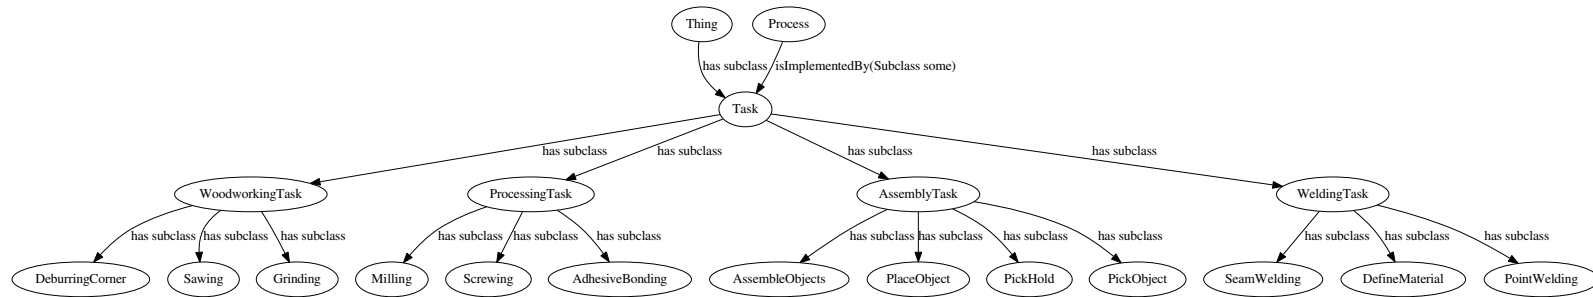 Thing
Process
has subclass
isImplementedBy(Subclass some)
Task
has subclass
has subclass
has subclass
has subclass
WoodworkingTask
ProcessingTask
AssemblyTask
WeldingTask
has subclass
has subclass
has subclass
has subclass
has subclass
has subclass
has subclass
has subclass
has subclass
has subclass
has subclass
has subclass
has subclass
DeburringCorner
Sawing
Grinding
Milling
Screwing
AdhesiveBonding
AssembleObjects
PlaceObject
PickHold
PickObject
SeamWelding
DefineMaterial
PointWelding